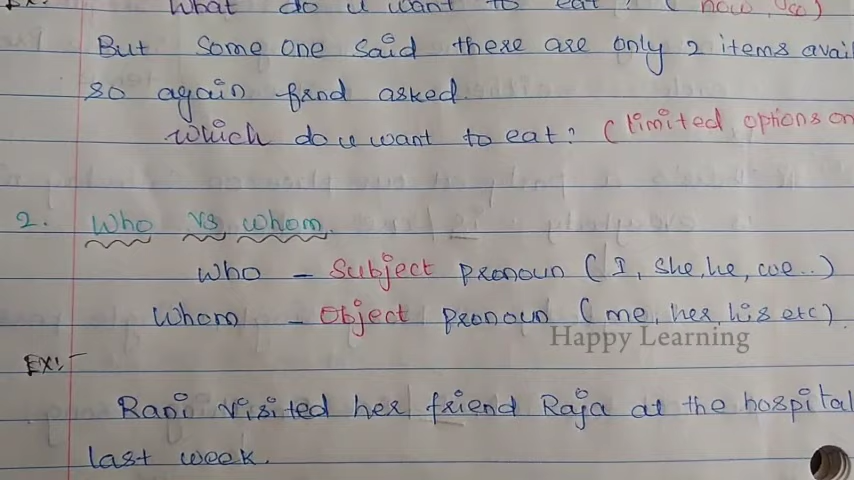 Ex:
What do u want to eat? (
But some one said there are only 2 items avail
so again frnd asked.
which do u want to eat? (limited options on
2. Who vs whom.
who - Subject pronoun (I, she, he, we..)
Whom - Object pronoun (me, her, his etc).
Happy Learning
Ex:-
Rani visited her friend Raja at the hospital
last week.